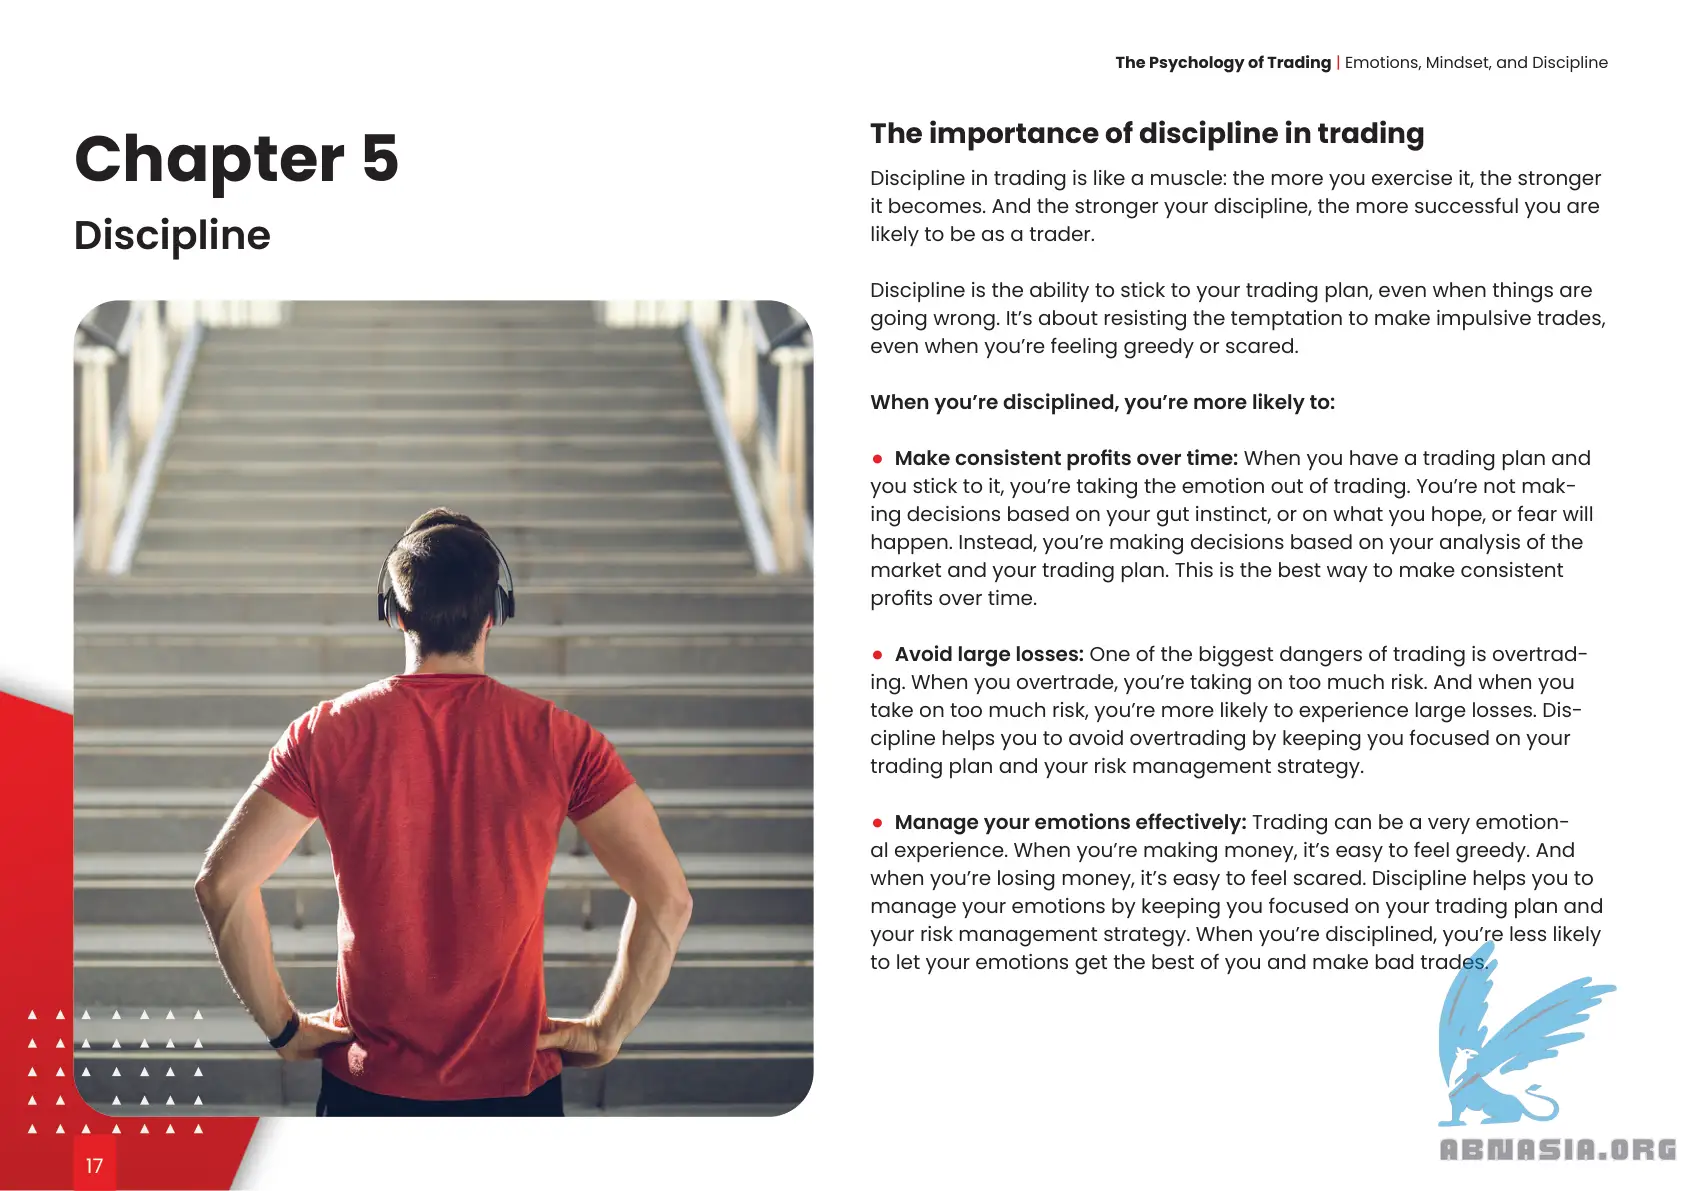 The Psychology of Trading | Emotions, Mindset, and Discipline
Chapter 5
Discipline
The importance of discipline in trading
Discipline in trading is like a muscle: the more you exercise it, the stronger
it becomes. And the stronger your discipline, the more successful you are
likely to be as a trader.
Discipline is the ability to stick to your trading plan, even when things are
going wrong. It’s about resisting the temptation to make impulsive trades,
even when you’re feeling greedy or scared.
When you’re disciplined, you’re more likely to:
● Make consistent profits over time: When you have a trading plan and
you stick to it, you’re taking the emotion out of trading. You’re not mak-
ing decisions based on your gut instinct, or on what you hope, or fear will
happen. Instead, you’re making decisions based on your analysis of the
market and your trading plan. This is the best way to make consistent
profits over time.
● Avoid large losses: One of the biggest dangers of trading is overtrad-
ing. When you overtrade, you’re taking on too much risk. And when you
take on too much risk, you’re more likely to experience large losses. Dis-
cipline helps you to avoid overtrading by keeping you focused on your
trading plan and your risk management strategy.
● Manage your emotions effectively: Trading can be a very emotion-
al experience. When you’re making money, it’s easy to feel greedy. And
when you’re losing money, it’s easy to feel scared. Discipline helps you to
manage your emotions by keeping you focused on your trading plan and
your risk management strategy. When you’re disciplined, you’re less likely
to let your emotions get the best of you and make bad trades.
17
ABNASIA.ORG